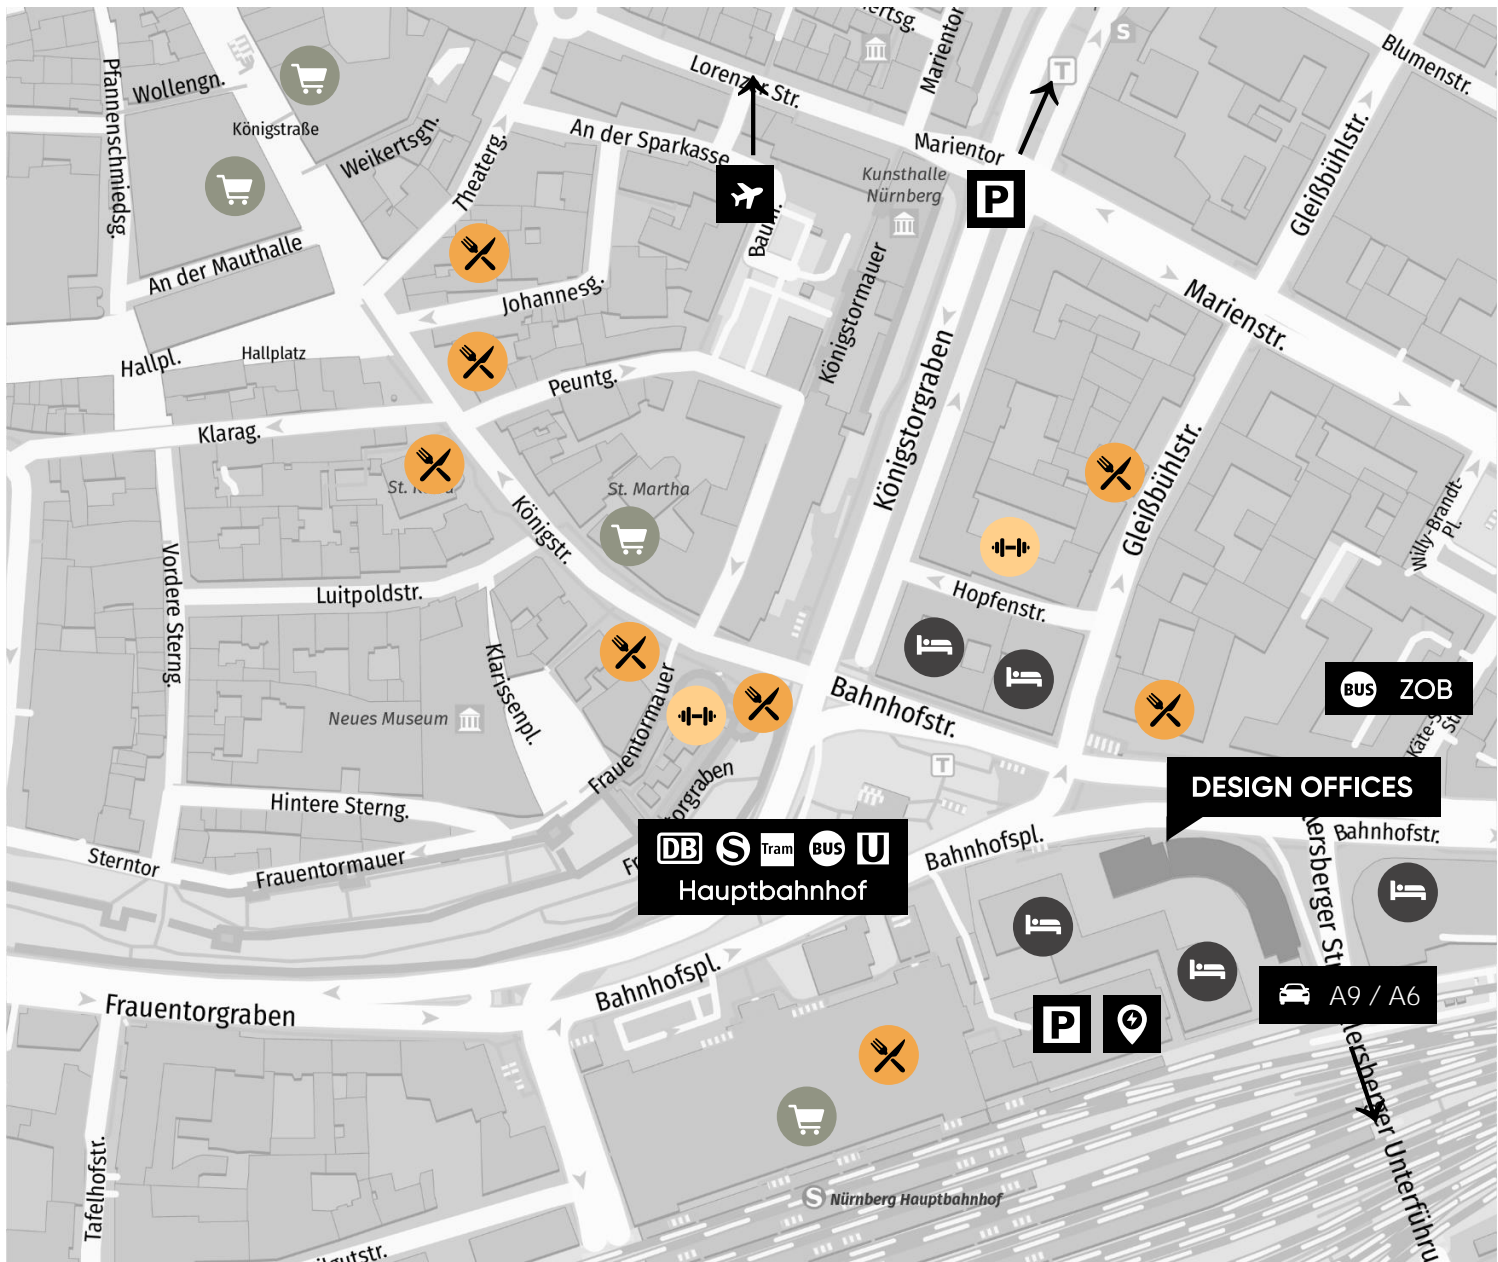 Pfannenschmiedsg.
Wollengn.
Königstraße
Weikertsgn.
Theaterg.
An der Mauthalle
Hallpl.
Hallplatz
Johannesg.
Peuntg.
Klarag.
Lorenzer Str.
An der Sparkasse
Marientor
Marientor
Kunsthalle
Nürnberg
P
S
T
Blumenstr.
Gleißbühlstr.
Marienstr.
Königstormauer
Königstorgraben
Gleißbühlstr.
Willy-Brandt-
Pl.
St. Martha
Königstr.
Vordere Sterng.
Luitpoldstr.
Klarissenpl.
Neues Museum
Frauentormauer
Hopfenstr.
Bahnhofstr.
T
BUS ZOB
DESIGN OFFICES
Bahnhofstr.
Hintere Sterng.
Sterntor
Frauentormauer
DB S Tram BUS U
Hauptbahnhof
Bahnhofspl.
Bahnhofspl.
Frauentorgraben
P
A9 / A6
Tafelhofstr.
S Nürnberg Hauptbahnhof